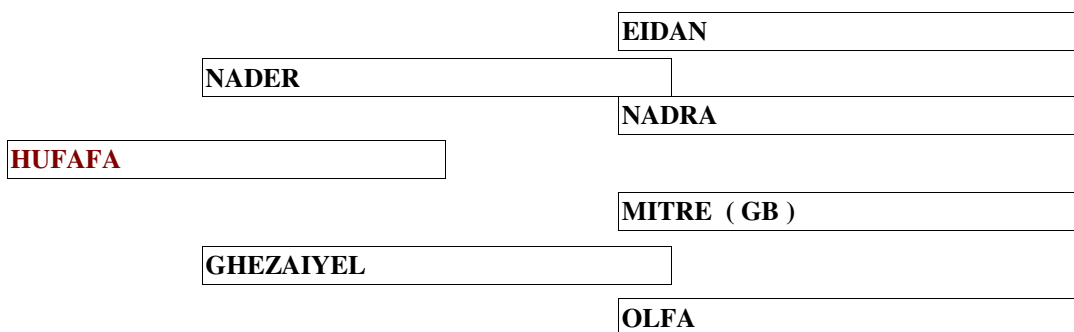 EIDAN
NADER
NADRA
HUFAFA
MITRE ( GB )
GHEZAIYEL
OLFA